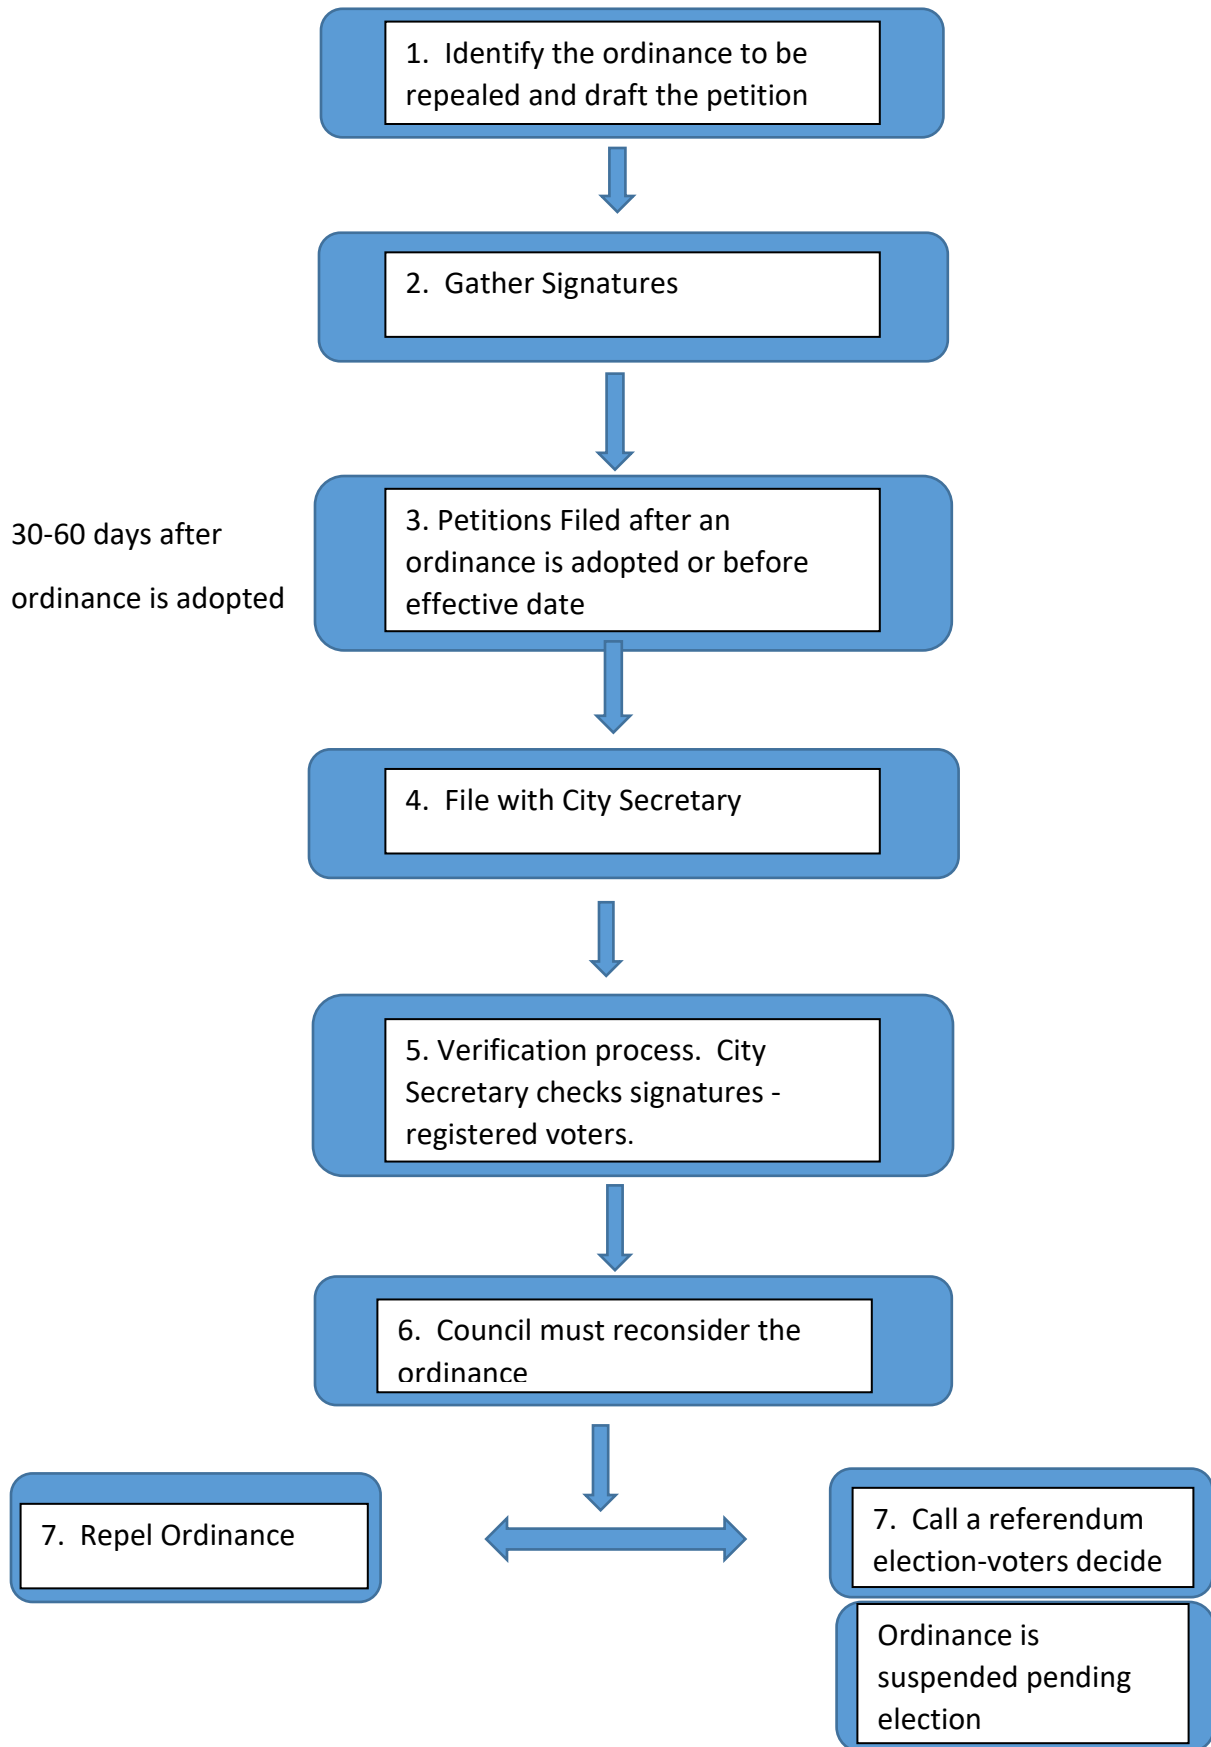 1. Identify the ordinance to be
repealed and draft the petition
2. Gather Signatures
30-60 days after
ordinance is adopted
3. Petitions Filed after an
ordinance is adopted or before
effective date
4. File with City Secretary
5. Verification process. City
Secretary checks signatures -
registered voters.
6. Council must reconsider the
ordinance
7. Repel Ordinance
7. Call a referendum
election-voters decide
Ordinance is
suspended pending
election